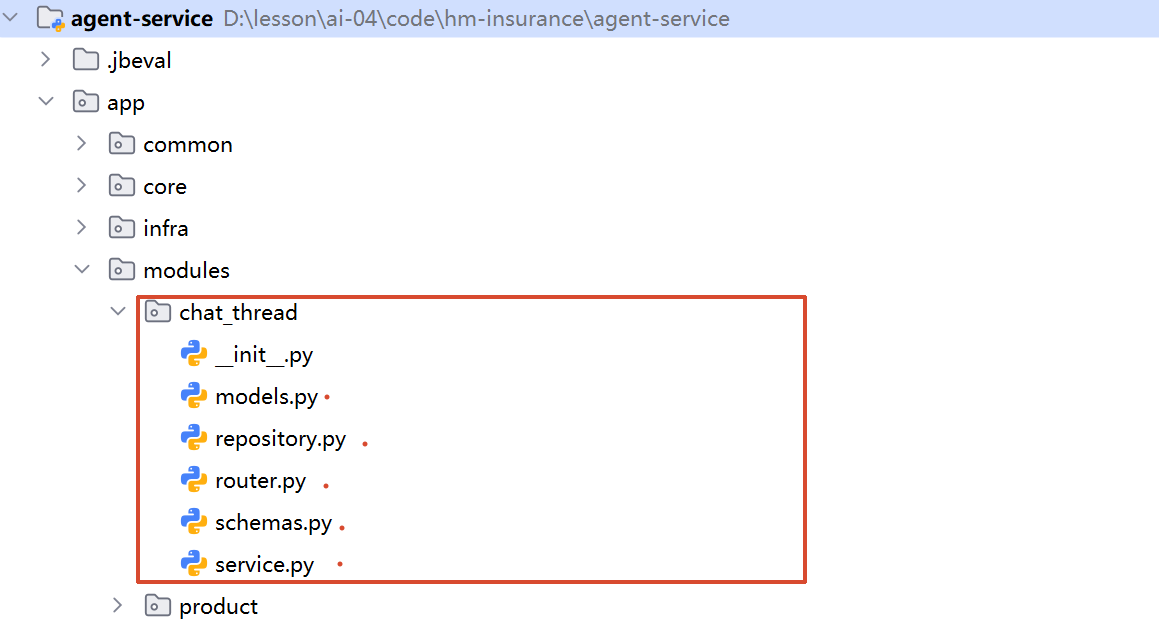 agent-service D:\lesson\ai-04\code\hm-insurance\agent-service
.jbeval
app
common
core
infra
modules
chat_thread
__init__.py
models.py
repository.py
router.py
schemas.py
service.py
product